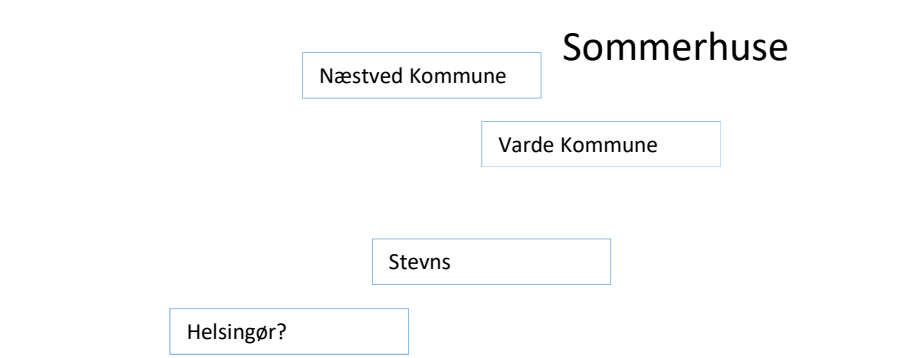 Sommerhuse
Næstved Kommune
Varde Kommune
Stevns
Helsingør?